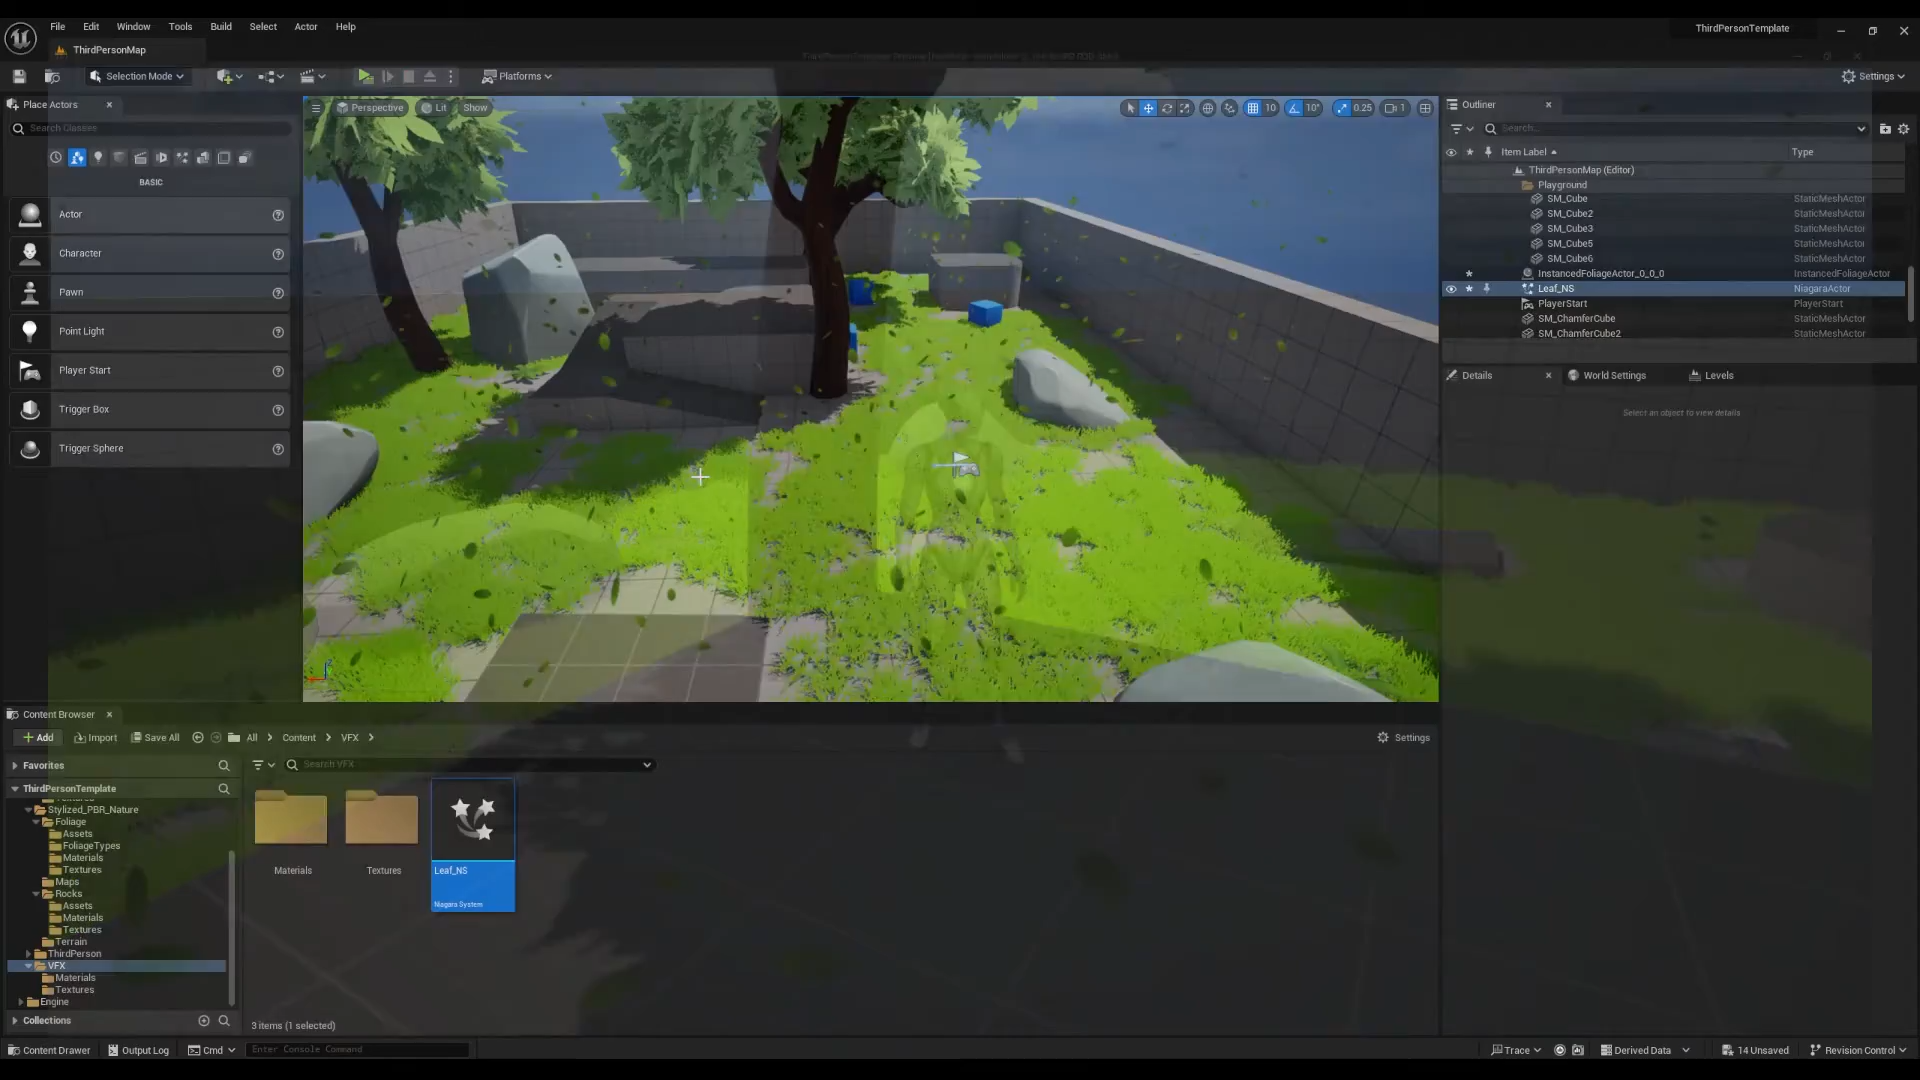 File Edit Window Tools Build Select Actor Help
ThirdPersonTemplate
ThirdPersonMap
Selection Mode
Platforms
Settings
Place Actors
Search Classes
BASIC
Actor
Character
Pawn
Point Light
Player Start
Trigger Box
Trigger Sphere
Perspective
Lit
Show
10
10°
0.25
1
Outliner
Search...
Item Label
Type
ThirdPersonMap (Editor)
Playground
SM_Cube StaticMeshActor
SM_Cube2 StaticMeshActor
SM_Cube3 StaticMeshActor
SM_Cube5 StaticMeshActor
SM_Cube6 StaticMeshActor
InstancedFoliageActor_0_0_0 InstancedFoliageActor
Leaf_NS NiagaraActor
PlayerStart PlayerStart
SM_ChamferCube StaticMeshActor
SM_ChamferCube2 StaticMeshActor
Details
World Settings
Levels
Select an object to view details
Content Browser
Add
Import
Save All
All
Content
VFX
Settings
Favorites
ThirdPersonTemplate
Stylized_PBR_Nature
Foliage
Assets
FoliageTypes
Materials
Textures
Maps
Rocks
Assets
Materials
Textures
Terrain
ThirdPerson
VFX
Materials
Textures
Engine
Collections
Search VFX
Materials
Textures
Leaf_NS
Niagara System
3 items (1 selected)
Content Drawer
Output Log
Cmd
Enter Console Command
Trace
Derived Data
14 Unsaved
Revision Control